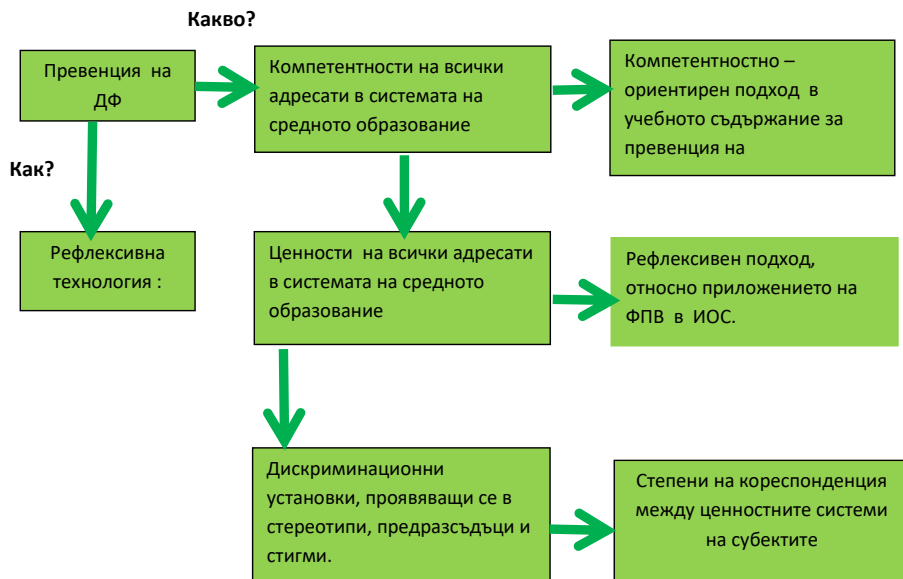 Какво?
Превенция на
ДФ
Компетентности на всички
адресати в системата на
средното образование
Компетентностно –
ориентирен подход в
учебното съдържание за
превенция на
Как?
Рефлексивна
технология :
Ценности на всички адресати
в системата на средното
образование
Рефлексивен подход,
относно приложението на
ФПВ в ИОС.
Дискриминационни
установки, проявяващи се в
стереотипи, предразсъдъци и
стигми.
Степени на кореспонденция
между ценностните системи
на субектите